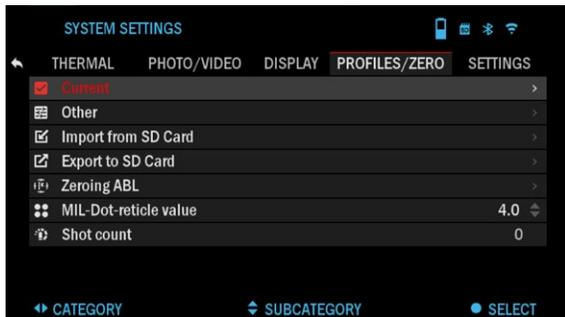 SYSTEM SETTINGS
THERMAL PHOTO/VIDEO DISPLAY PROFILES/ZERO SETTINGS
Current
Other
Import from SD Card
Export to SD Card
Zeroing ABL
MIL-Dot-reticle value 4.0
Shot count 0
CATEGORY SUBCATEGORY SELECT